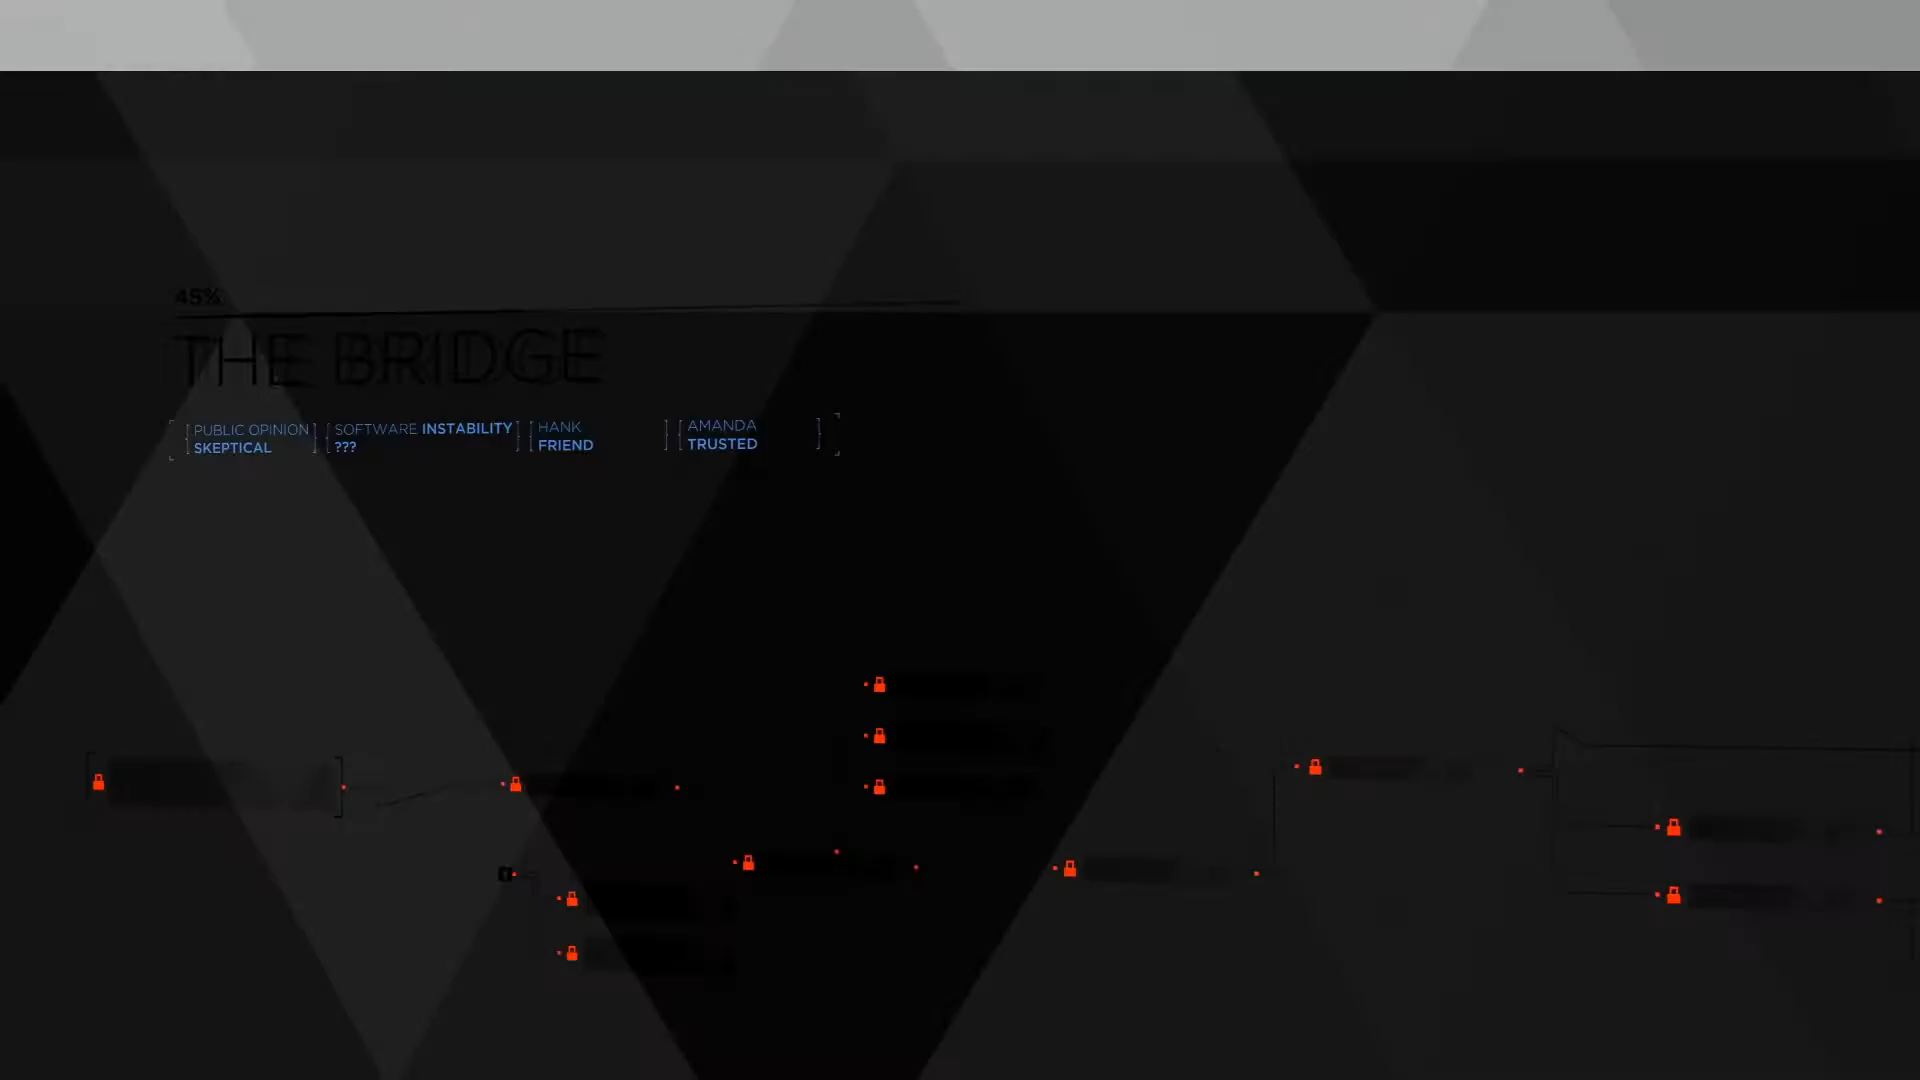 45%
THE BRIDGE
PUBLIC OPINION SOFTWARE INSTABILITY HANK AMANDA
SKEPTICAL ??? FRIEND TRUSTED